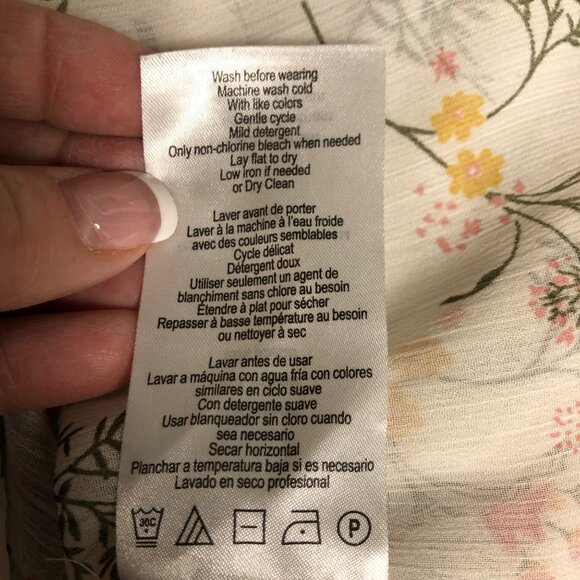 Wash before wearing
Machine wash cold
With like colors
Gentle cycle
Mild detergent
Only non-chlorine bleach when needed
Lay flat to dry
Low iron if needed
or Dry Clean
Laver avant de porter
Laver à la machine à l'eau froide
avec des couleurs semblables
Cycle délicat
Détergent doux
Utiliser seulement un agent de
blanchiment sans chlore au besoin
Étendre à plat pour sécher
Repasser à basse température au besoin
ou nettoyer à sec
Lavar antes de usar
Lavar a máquina con agua fría con colores
similares en ciclo suave
Con detergente suave
Usar blanqueador sin cloro cuando
sea necesario
Secar horizontal
Planchar a temperatura baja si es necesario
Lavado en seco profesional
30C P